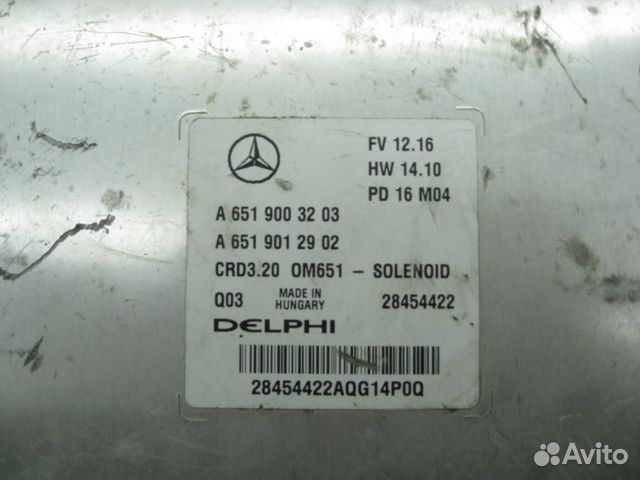 FV 12.16
HW 14.10
PD 16 M04
A 651 900 32 03
A 651 901 29 02
CRD3.20 OM651 – SOLENOID
Q03 MADE IN HUNGARY 28454422
DELPHI
28454422AQG14P0Q
Avito